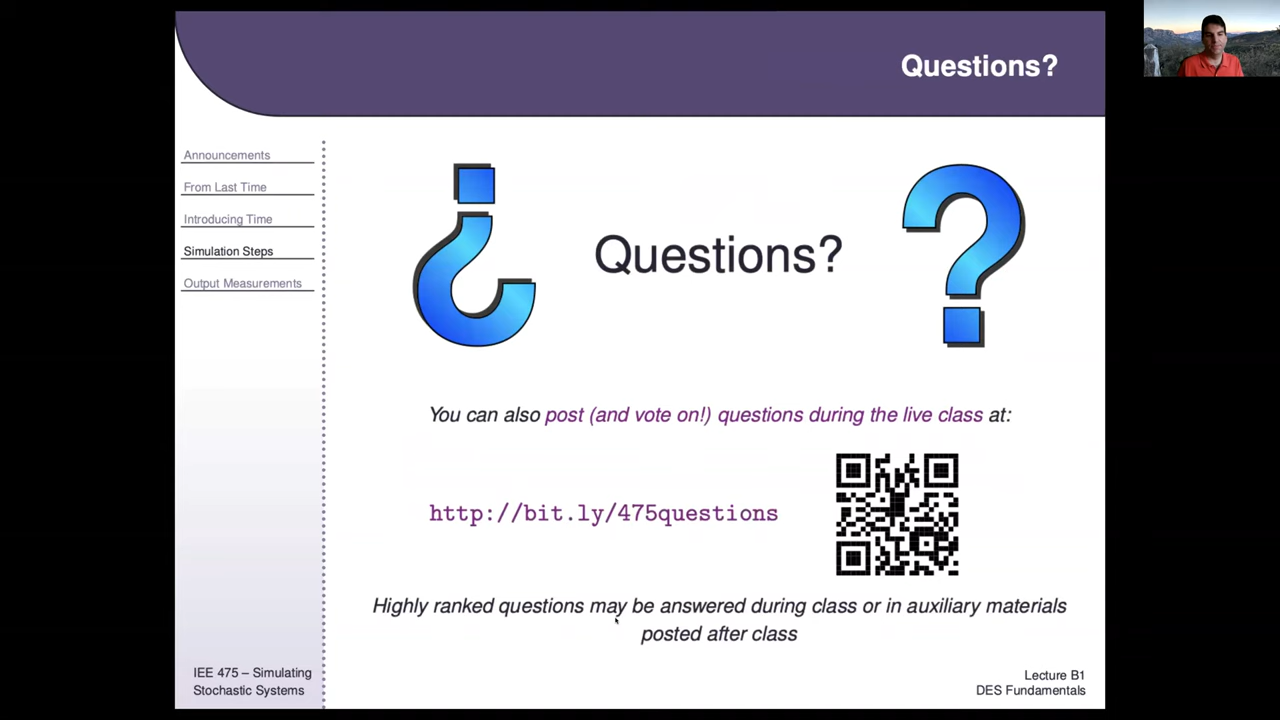 Questions?
Announcements
From Last Time
Introducing Time
Simulation Steps
Output Measurements
¿
Questions?
?
You can also post (and vote on!) questions during the live class at:
http://bit.ly/475questions
Highly ranked questions may be answered during class or in auxiliary materials
posted after class
IEE 475 – Simulating
Stochastic Systems
Lecture B1
DES Fundamentals